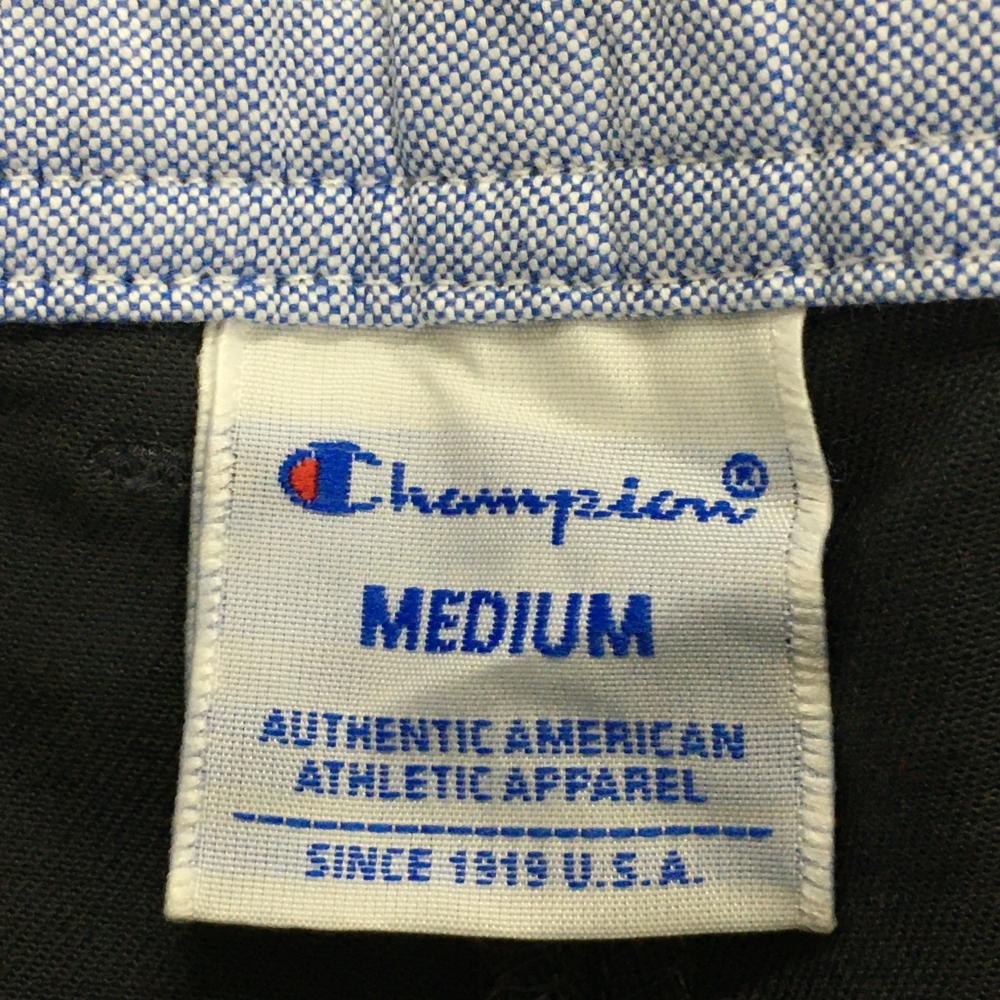 Champion®
MEDIUM
AUTHENTIC AMERICAN
ATHLETIC APPAREL
SINCE 1919 U.S.A.